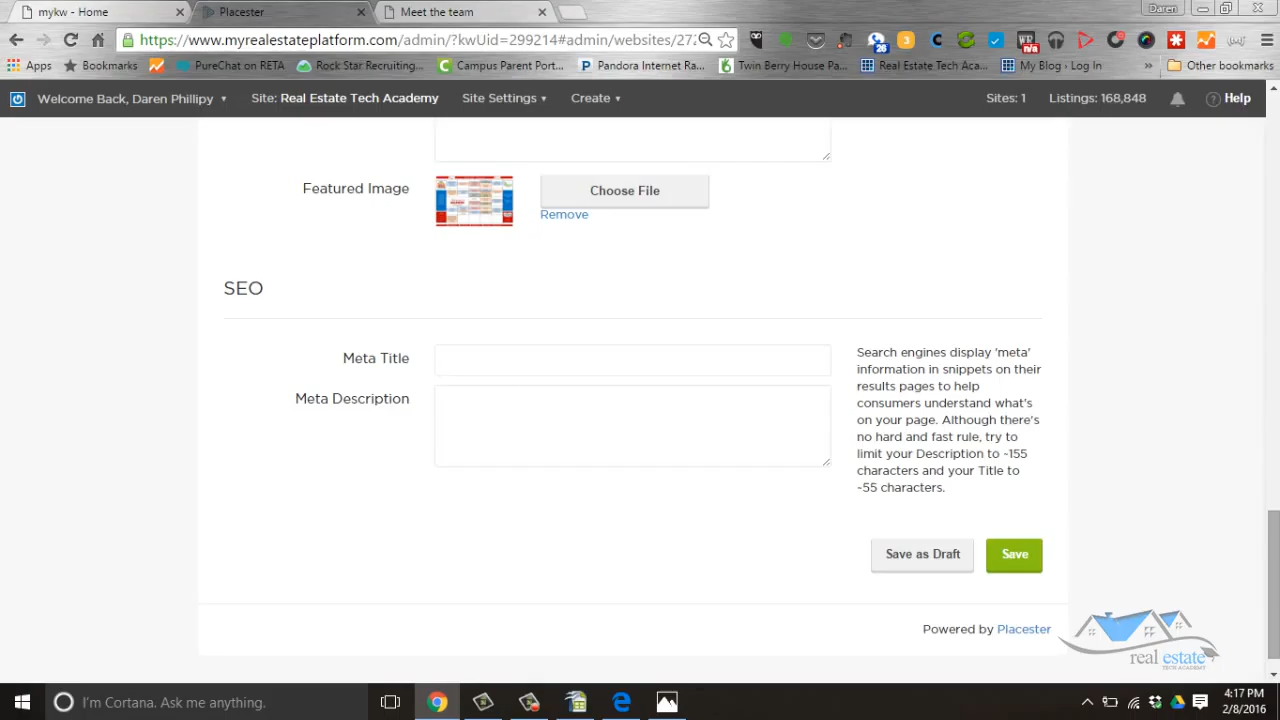 mykw - Home
Placester
Meet the team
Daren
https://www.myrealestateplatform.com/admin/?kwUid=299214#admin/websites/272
26
3
n/a
Apps
Bookmarks
PureChat on RETA
Rock Star Recruiting...
Campus Parent Port...
Pandora Internet Ra...
Twin Berry House Pa...
Real Estate Tech Aca...
My Blog › Log In
»
Other bookmarks
Welcome Back, Daren Phillipy
Site: Real Estate Tech Academy
Site Settings
Create
Sites: 1
Listings: 168,848
Help
Featured Image
Choose File
Remove
SEO
Meta Title
Meta Description
Search engines display 'meta'
information in snippets on their
results pages to help
consumers understand what's
on your page. Although there's
no hard and fast rule, try to
limit your Description to ~155
characters and your Title to
~55 characters.
Save as Draft
Save
Powered by Placester
real estate
TECH ACADEMY
I'm Cortana. Ask me anything.
4:17 PM
2/8/2016